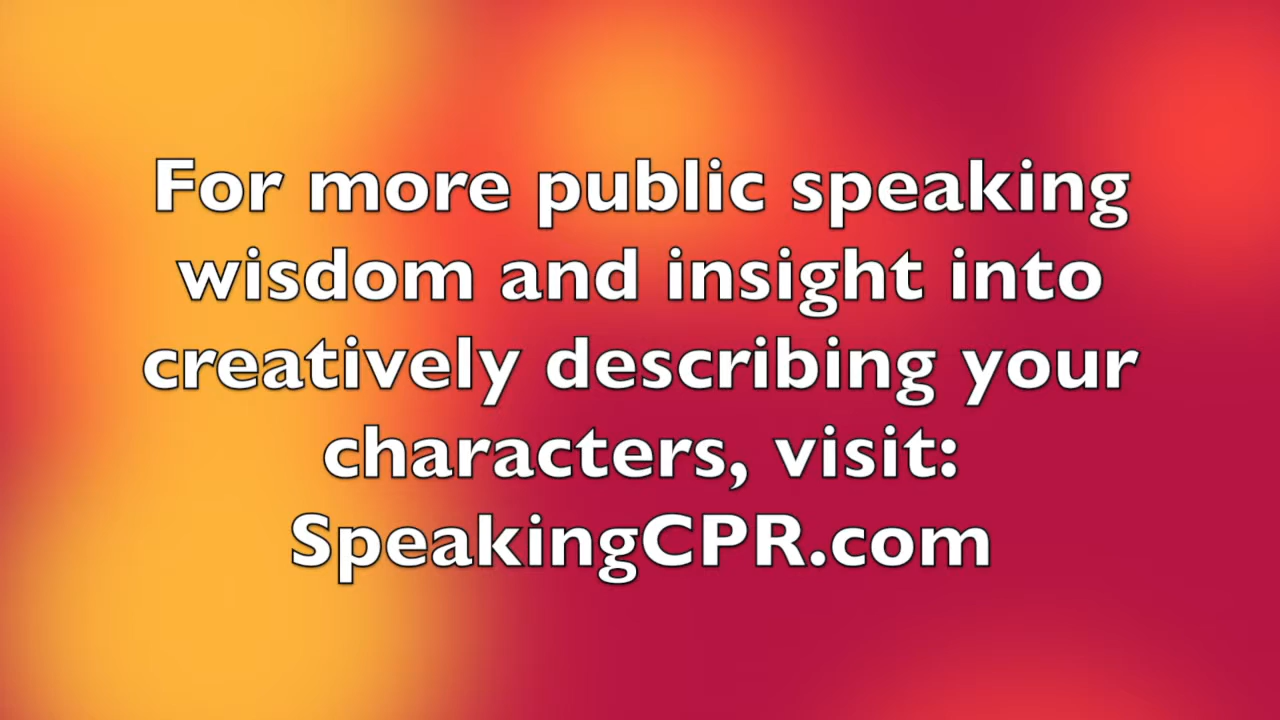 For more public speaking
wisdom and insight into
creatively describing your
characters, visit:
SpeakingCPR.com